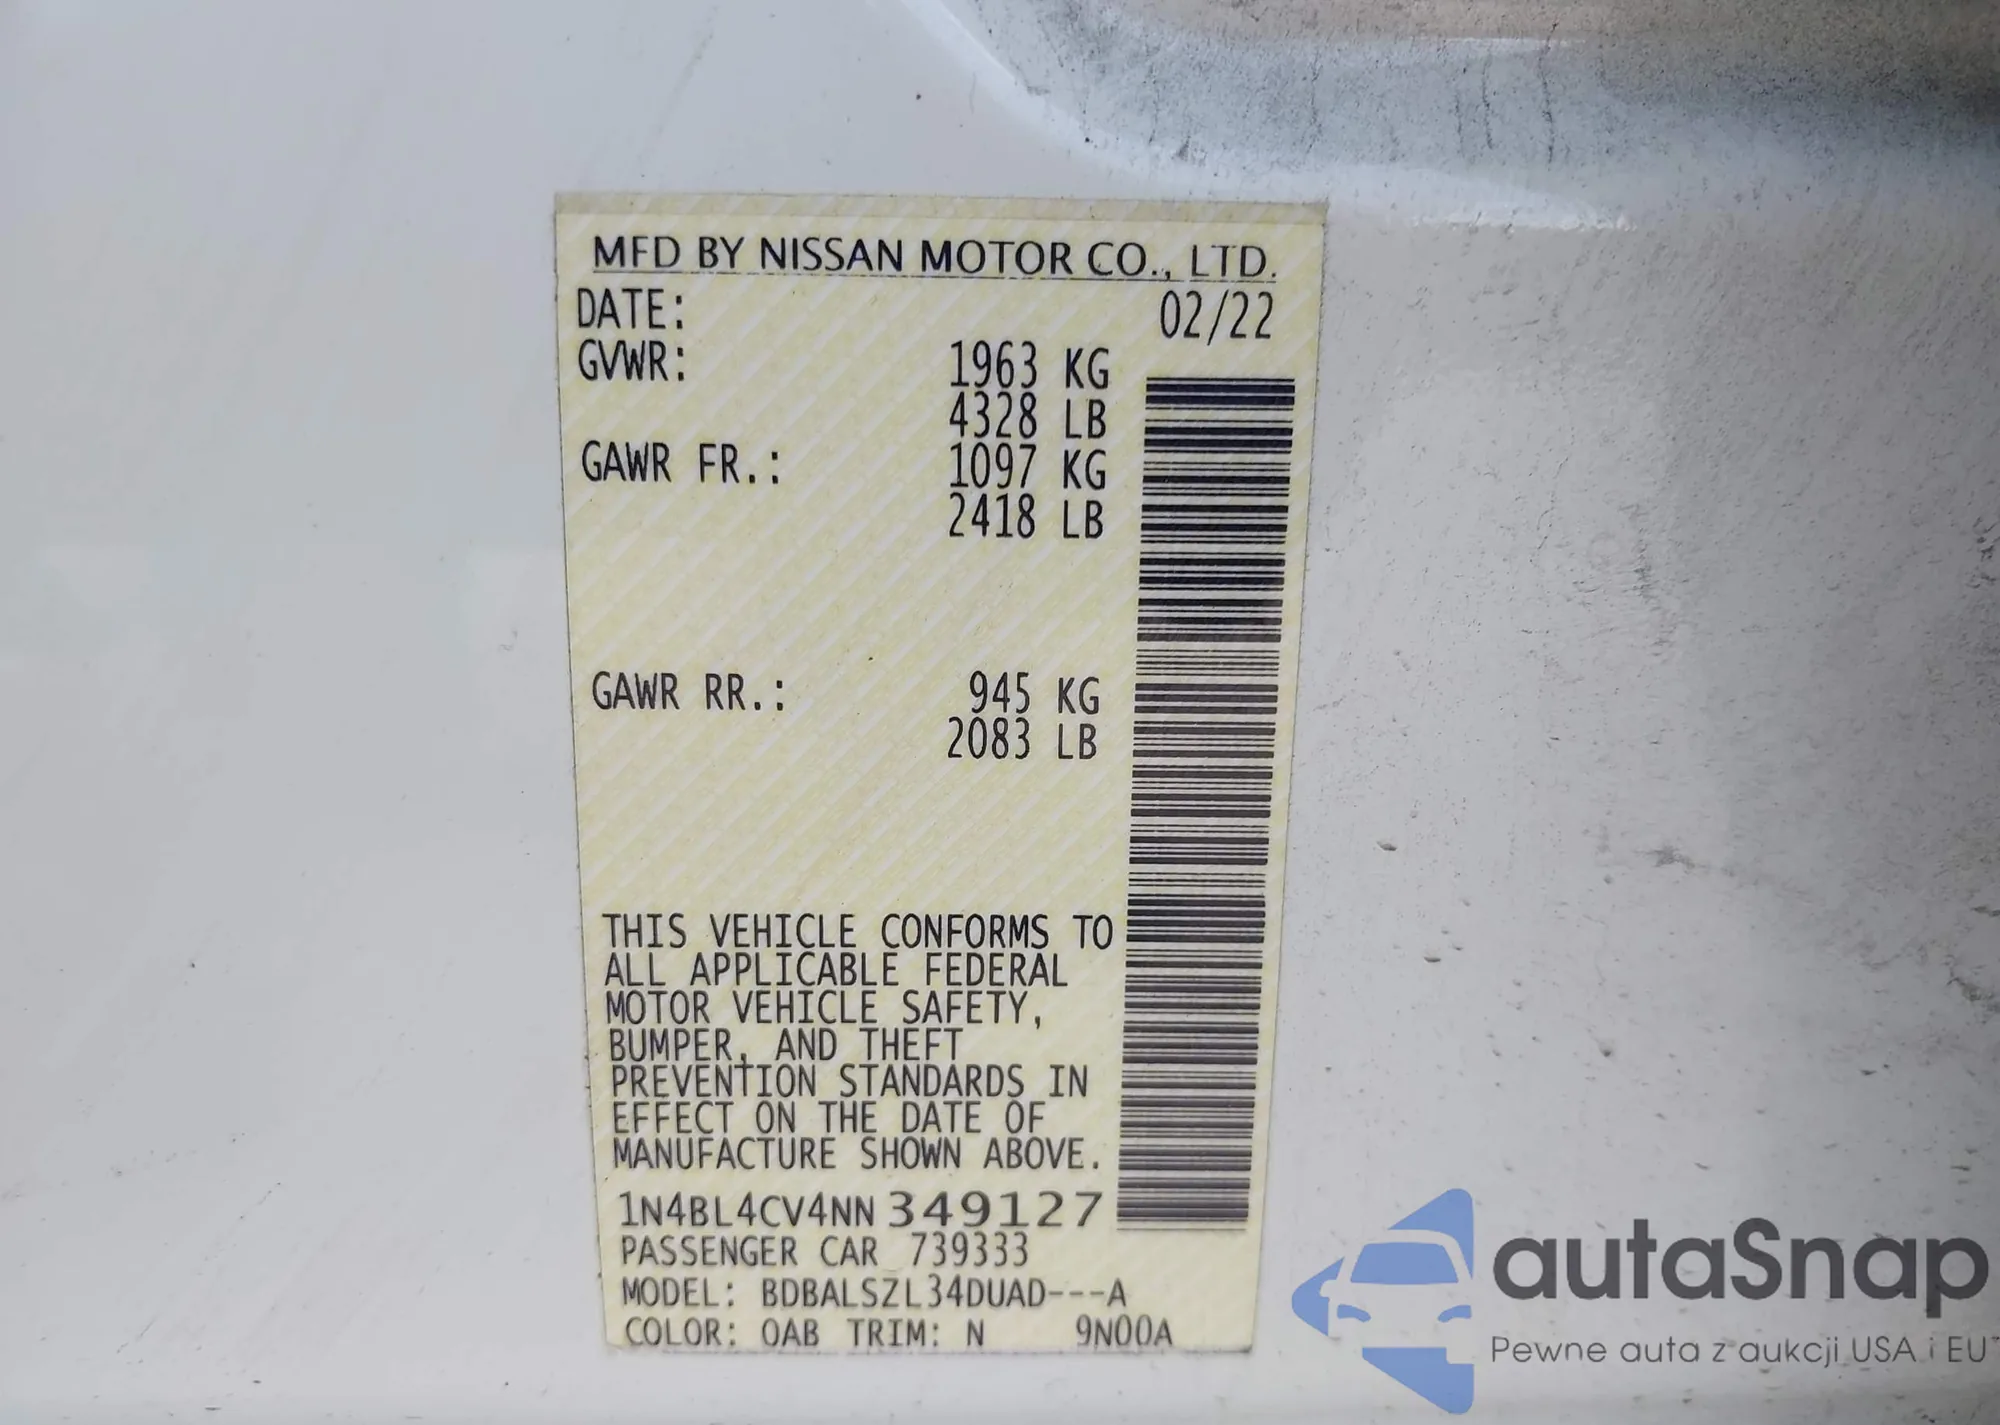 MFD BY NISSAN MOTOR CO., LTD.
DATE: 02/22
GVWR: 1963 KG
4328 LB
GAWR FR.: 1097 KG
2418 LB
GAWR RR.: 945 KG
2083 LB
THIS VEHICLE CONFORMS TO
ALL APPLICABLE FEDERAL
MOTOR VEHICLE SAFETY,
BUMPER, AND THEFT
PREVENTION STANDARDS IN
EFFECT ON THE DATE OF
MANUFACTURE SHOWN ABOVE.
1N4BL4CV4NN349127
PASSENGER CAR 739333
MODEL: BDBALSZL34DUAD---A
COLOR: QAB TRIM: N 9N00A
autaSnap
Pewne auta z aukcji USA i EU